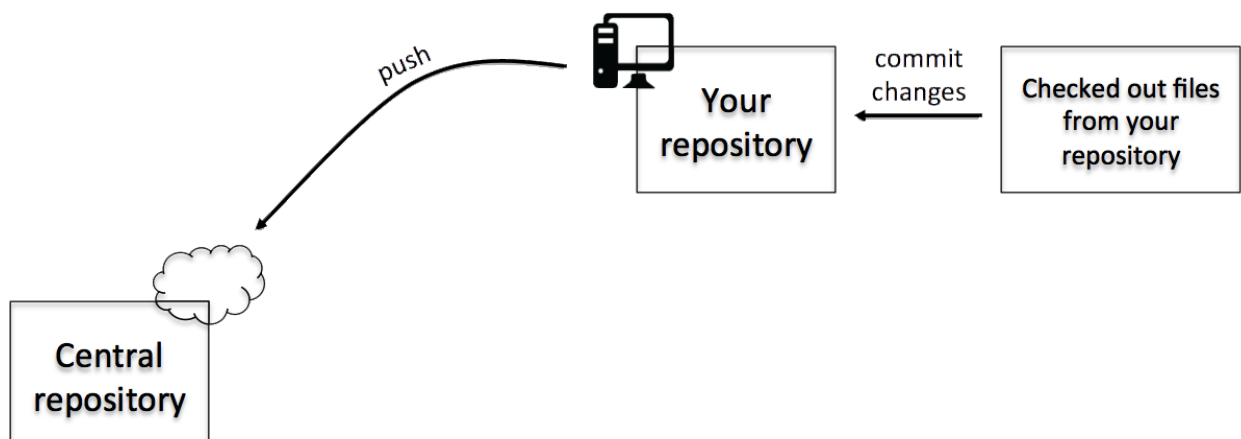 push
Your
repository
commit
changes
Checked out files
from your
repository
Central
repository